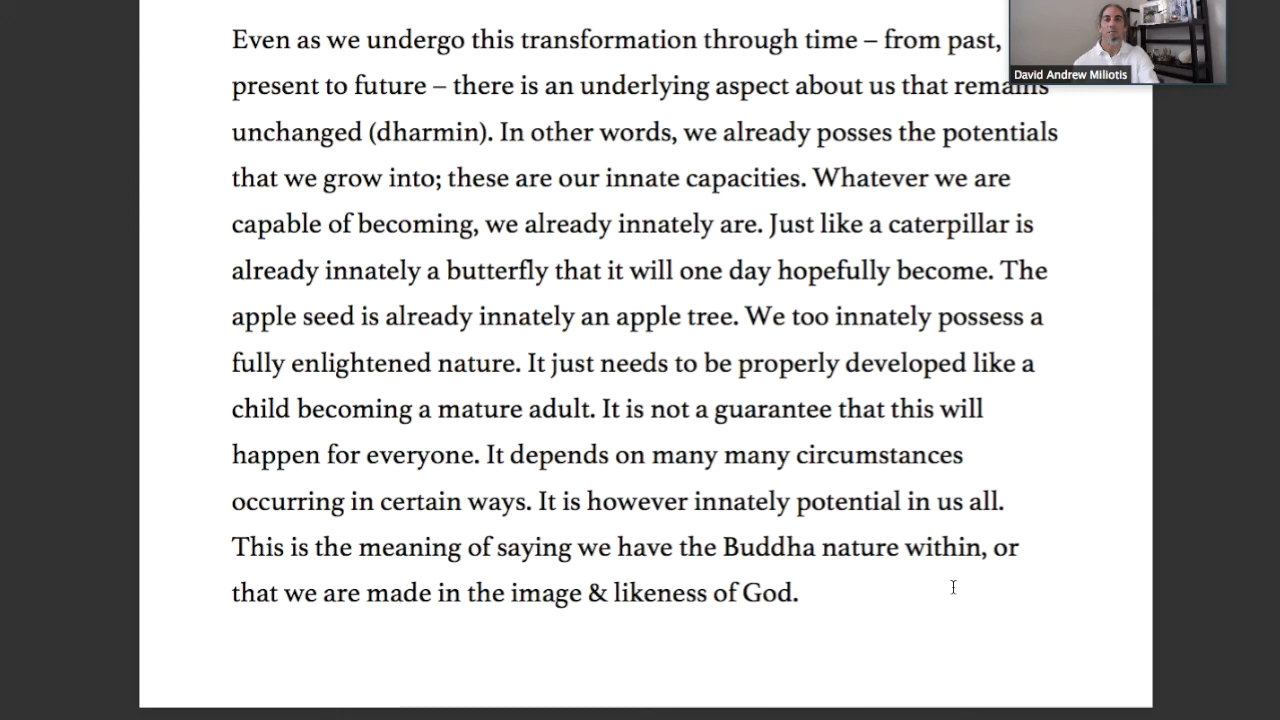 Even as we undergo this transformation through time – from past,
David Andrew Miliotis
present to future – there is an underlying aspect about us that remains
unchanged (dharmin). In other words, we already posses the potentials
that we grow into; these are our innate capacities. Whatever we are
capable of becoming, we already innately are. Just like a caterpillar is
already innately a butterfly that it will one day hopefully become. The
apple seed is already innately an apple tree. We too innately possess a
fully enlightened nature. It just needs to be properly developed like a
child becoming a mature adult. It is not a guarantee that this will
happen for everyone. It depends on many many circumstances
occurring in certain ways. It is however innately potential in us all.
This is the meaning of saying we have the Buddha nature within, or
that we are made in the image & likeness of God.